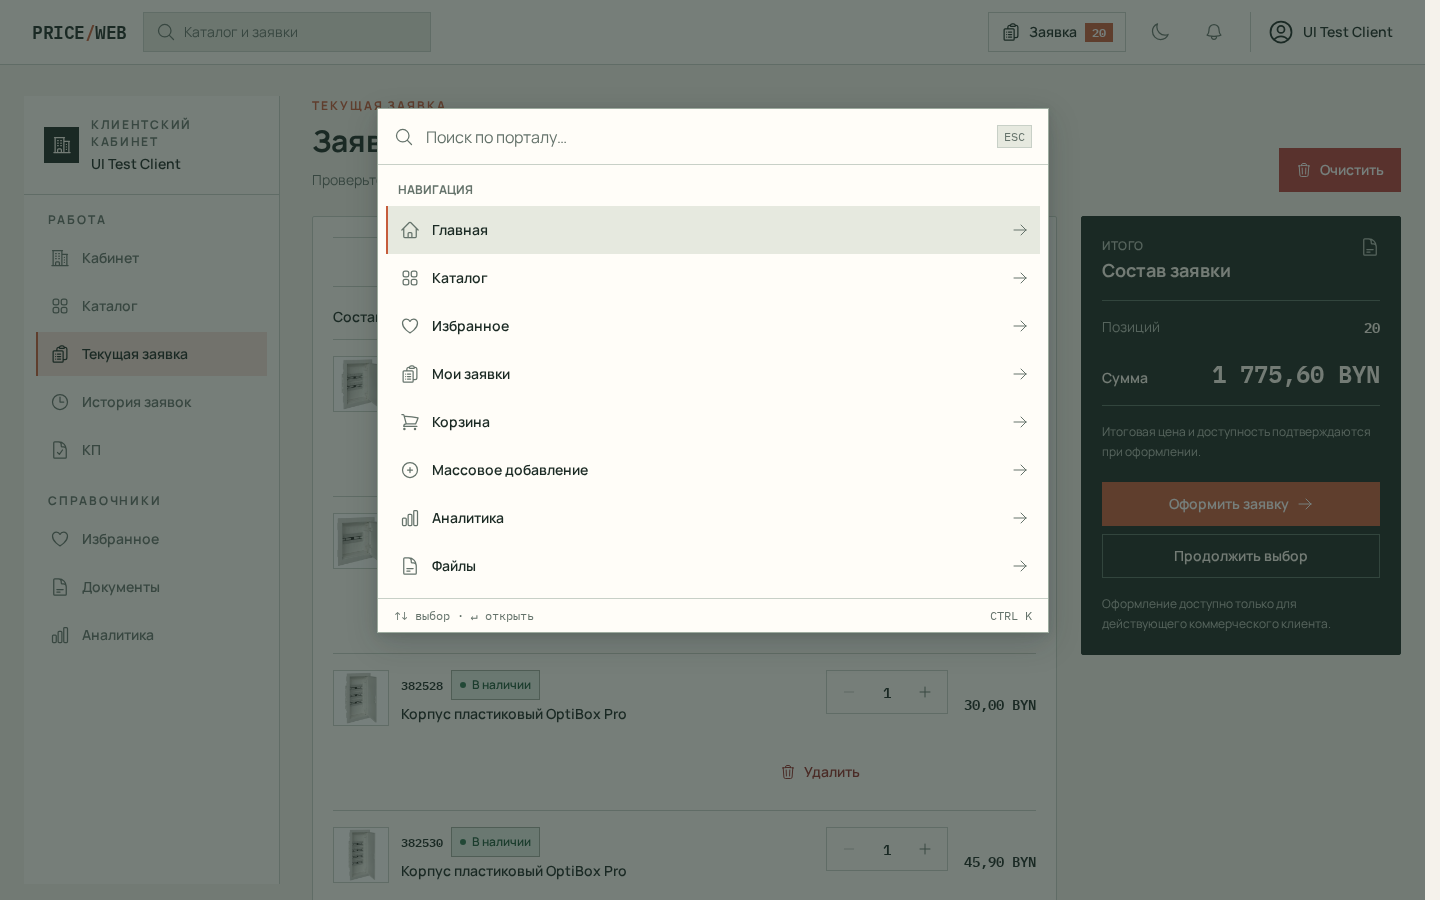 PRICE/WEB
Каталог и заявки
Заявка 20
UI Test Client
КЛИЕНТСКИЙ
КАБИНЕТ
UI Test Client
РАБОТА
Кабинет
Каталог
Текущая заявка
История заявок
КП
СПРАВОЧНИКИ
Избранное
Документы
Аналитика
ТЕКУЩАЯ ЗАЯВКА
Заяв
Проверьт
Очистить
Поиск по порталу...
ESC
НАВИГАЦИЯ
Главная
Каталог
Избранное
Мои заявки
Корзина
Массовое добавление
Аналитика
Файлы
↑↓ выбор · ↵ открыть
CTRL K
Соста
382528 В наличии
Корпус пластиковый OptiBox Pro
1
30,00 BYN
Удалить
382530 В наличии
Корпус пластиковый OptiBox Pro
1
45,90 BYN
ИТОГО
Состав заявки
Позиций 20
Сумма 1 775,60 BYN
Итоговая цена и доступность подтверждаются
при оформлении.
Оформить заявку
Продолжить выбор
Оформление доступно только для
действующего коммерческого клиента.